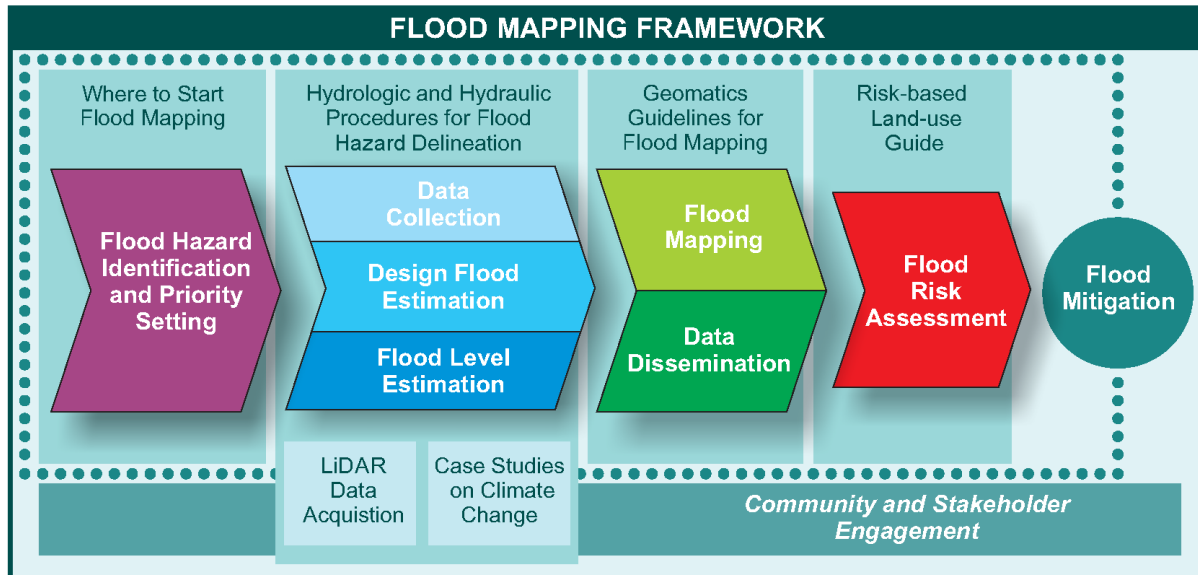 FLOOD MAPPING FRAMEWORK
Where to Start
Flood Mapping
Flood Hazard
Identification
and Priority
Setting
Hydrologic and Hydraulic
Procedures for Flood
Hazard Delineation
Data
Collection
Design Flood
Estimation
Flood Level
Estimation
LiDAR
Data
Acquistion
Case Studies
on Climate
Change
Geomatics
Guidelines for
Flood Mapping
Flood
Mapping
Data
Dissemination
Risk-based
Land-use
Guide
Flood
Risk
Assessment
Flood
Mitigation
Community and Stakeholder
Engagement